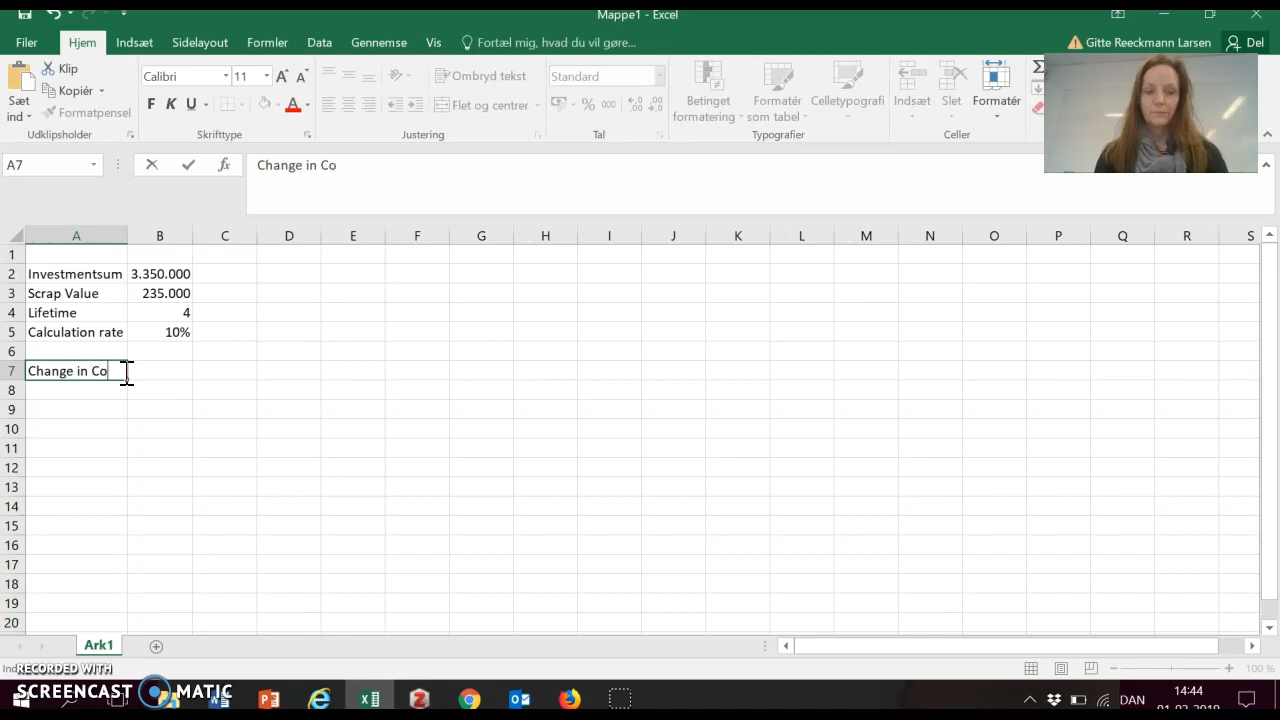 Mappe1 - Excel
Filer Hjem Indsæt Sidelayout Formler Data Gennemse Vis Fortæl mig, hvad du vil gøre... Gitte Reeckmann Larsen Del
Sæt ind
Klip
Kopiér
Formatpensel
Udklipsholder
Calibri 11
F K U A
Skrifttype
Ombryd tekst
Flet og centrer
Justering
Standard
% 000
Tal
Betinget formatering
Formatér som tabel
Celletypografi
Typografier
Indsæt Slet Formatér
Celler
A7 fx Change in Co
A B C D E F G H I J K L M N O P Q R S
1
2 Investmentsum 3.350.000
3 Scrap Value 235.000
4 Lifetime 4
5 Calculation rate 10%
6
7 Change in Co
8
9
10
11
12
13
14
15
16
17
18
19
20
Ark1
RECORDED WITH
100 %
SCREENCAST MATIC
DAN 14:44